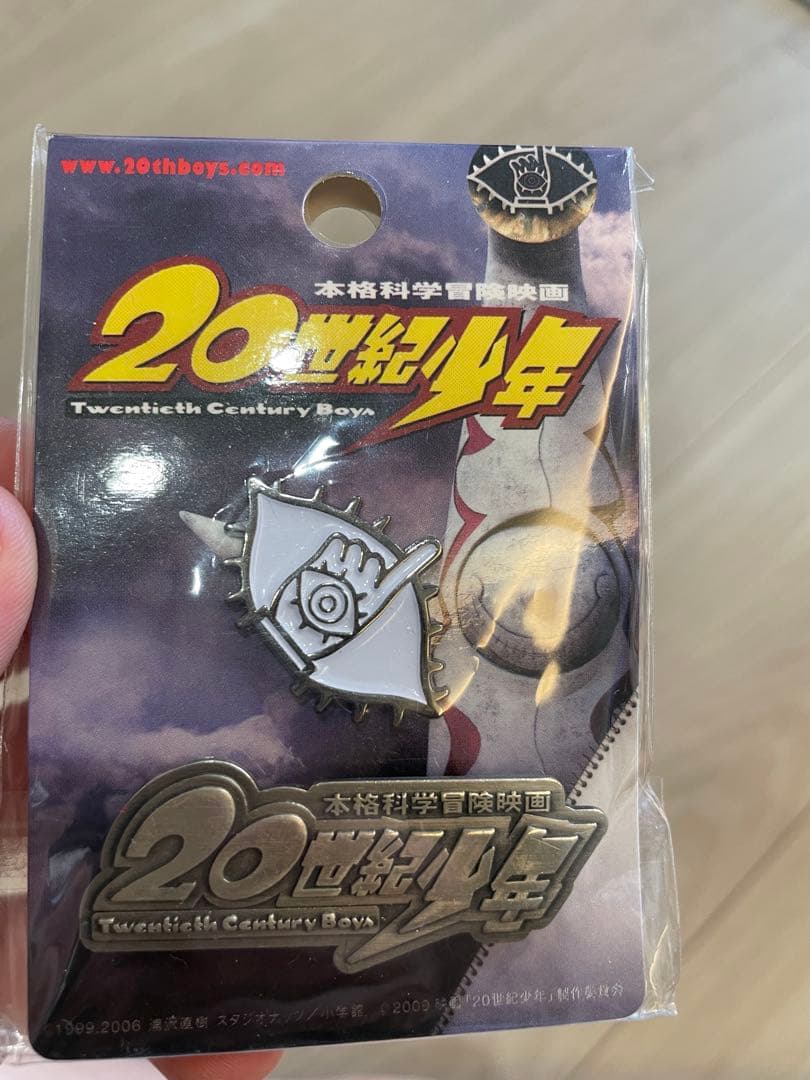 www.20thboys.com
本格科学冒険映画
20世紀少年
Twentieth Century Boys
本格科学冒険映画
20世紀少年
Twentieth Century Boys
1999,2006 浦沢直樹 スタジオナッツ/小学館 © 2009 映画「20世紀少年」製作委員会